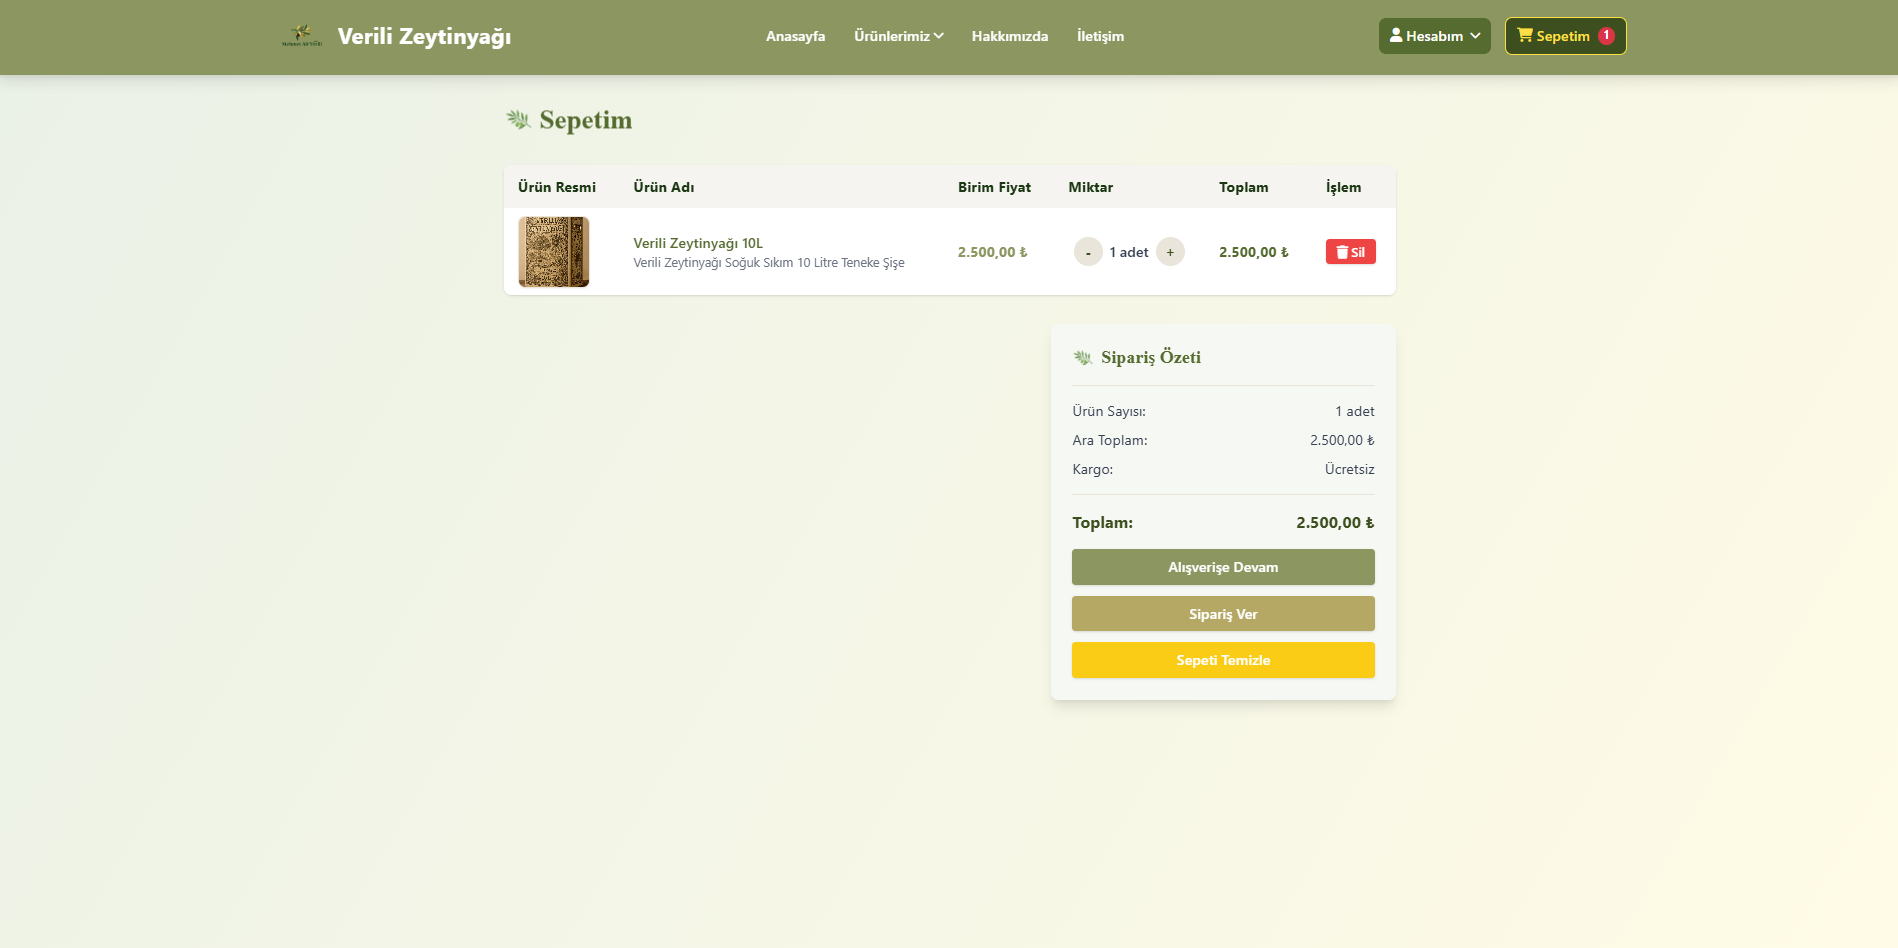 Verili Zeytinyağı
Anasayfa
Ürünlerimiz
Hakkımızda
İletişim
Hesabım
Sepetim 1
Sepetim
Ürün Resmi
Ürün Adı
Birim Fiyat
Miktar
Toplam
İşlem
Verili Zeytinyağı 10L
Verili Zeytinyağı Soğuk Sıkım 10 Litre Teneke Şişe
2.500,00 ₺
- 1 adet +
2.500,00 ₺
Sil
Sipariş Özeti
Ürün Sayısı: 1 adet
Ara Toplam: 2.500,00 ₺
Kargo: Ücretsiz
Toplam: 2.500,00 ₺
Alışverişe Devam
Sipariş Ver
Sepeti Temizle